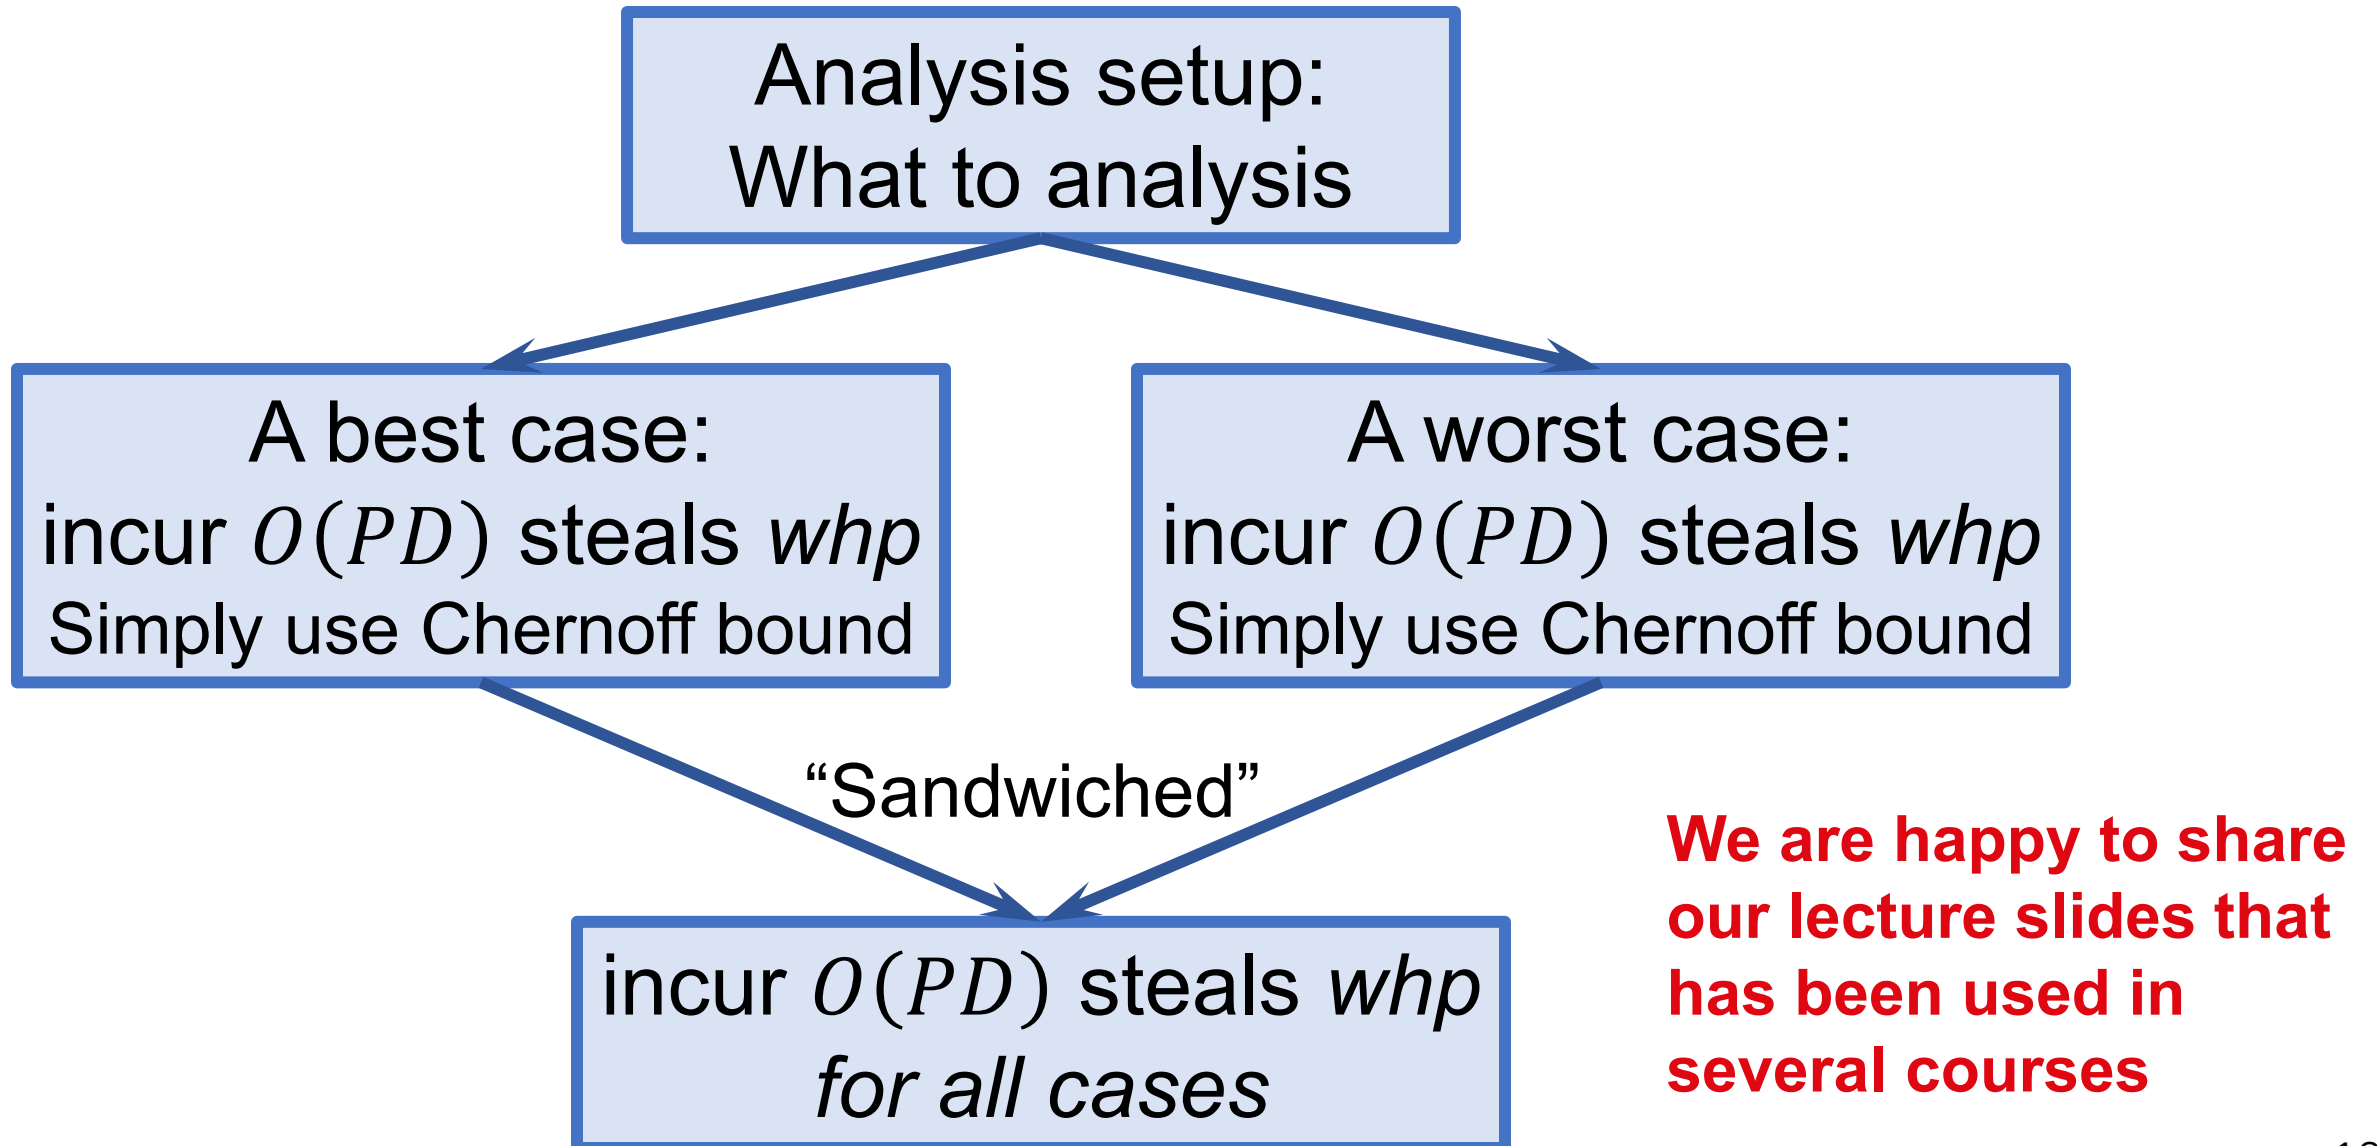 Analysis setup:
What to analysis
A best case:
incur O(PD) steals whp
Simply use Chernoff bound
A worst case:
incur O(PD) steals whp
Simply use Chernoff bound
“Sandwiched”
We are happy to share
our lecture slides that
has been used in
several courses
incur O(PD) steals whp
for all cases